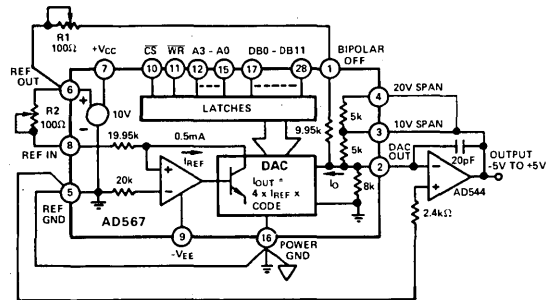 R1
100Ω
+VCC
CS WR A3 - A0 DB0 - DB11
BIPOLAR
OFF
REF
OUT
6 7 10 11 12 15 17 28 1
LATCHES
4 20V SPAN
5k
3 10V SPAN
R2
100Ω
+
10V
-
9.95k
8
REF IN
19.95k
0.5mA
IREF
5k
DAC
OUT
2
20pF
OUTPUT
-5V TO +5V
DAC
IOUT =
4 x IREF x
CODE
IO
8k
-
+
AD544
5
REF
GND
20k
+
-
2.4kΩ
AD567
9
-VEE
16
POWER
GND